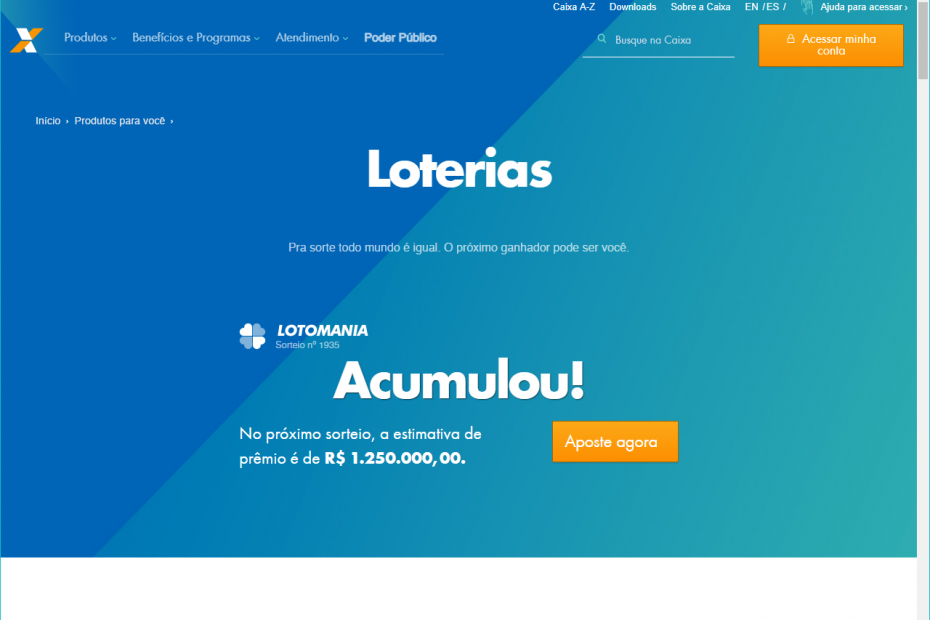 Caixa A-Z Downloads Sobre a Caixa EN /ES / Ajuda para acessar ›
Produtos Benefícios e Programas Atendimento Poder Público
Busque na Caixa
Acessar minha
conta
Início › Produtos para você ›
Loterias
Pra sorte todo mundo é igual. O próximo ganhador pode ser você.
LOTOMANIA
Sorteio nº 1935
Acumulou!
No próximo sorteio, a estimativa de
prêmio é de R$ 1.250.000,00.
Aposte agora